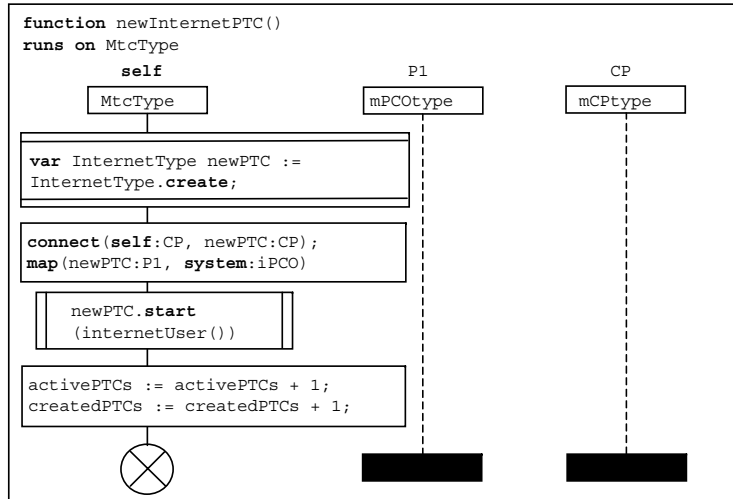 function newInternetPTC()
runs on MtcType
self P1 CP
MtcType mPCOtype mCPtype
var InternetType newPTC :=
InternetType.create;
connect(self:CP, newPTC:CP);
map(newPTC:P1, system:iPCO)
newPTC.start
(internetUser())
activePTCs := activePTCs + 1;
createdPTCs := createdPTCs + 1;